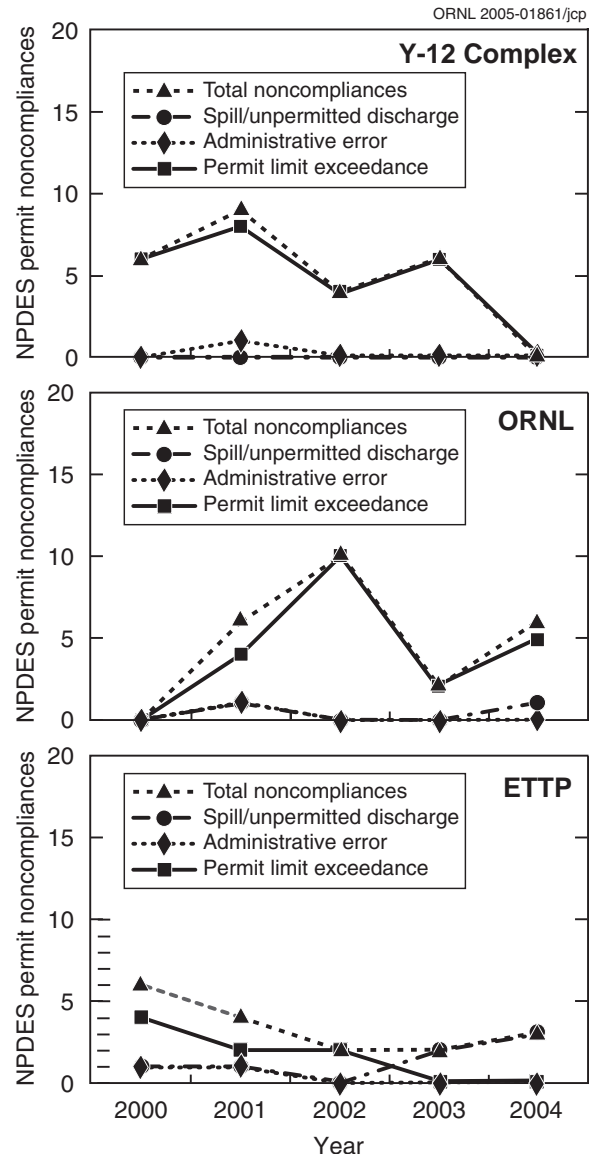 ORNL 2005-01861/jcp
Y-12 Complex
NPDES permit noncompliances
20
15
10
5
0
Total noncompliances
Spill/unpermitted discharge
Administrative error
Permit limit exceedance
ORNL
NPDES permit noncompliances
20
15
10
5
0
Total noncompliances
Spill/unpermitted discharge
Administrative error
Permit limit exceedance
ETTP
NPDES permit noncompliances
20
15
10
5
0
Total noncompliances
Spill/unpermitted discharge
Administrative error
Permit limit exceedance
2000 2001 2002 2003 2004
Year